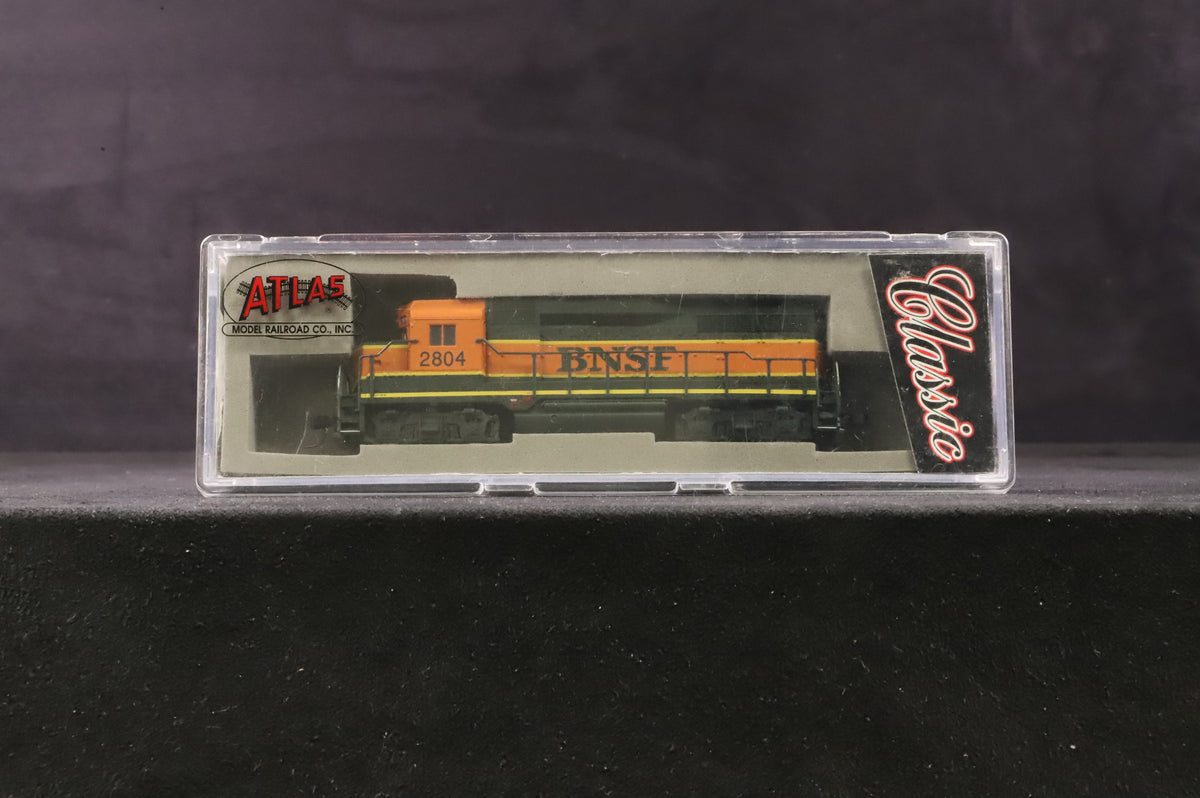 ATLAS
MODEL RAILROAD CO., INC.
2804
BNSF
Classic